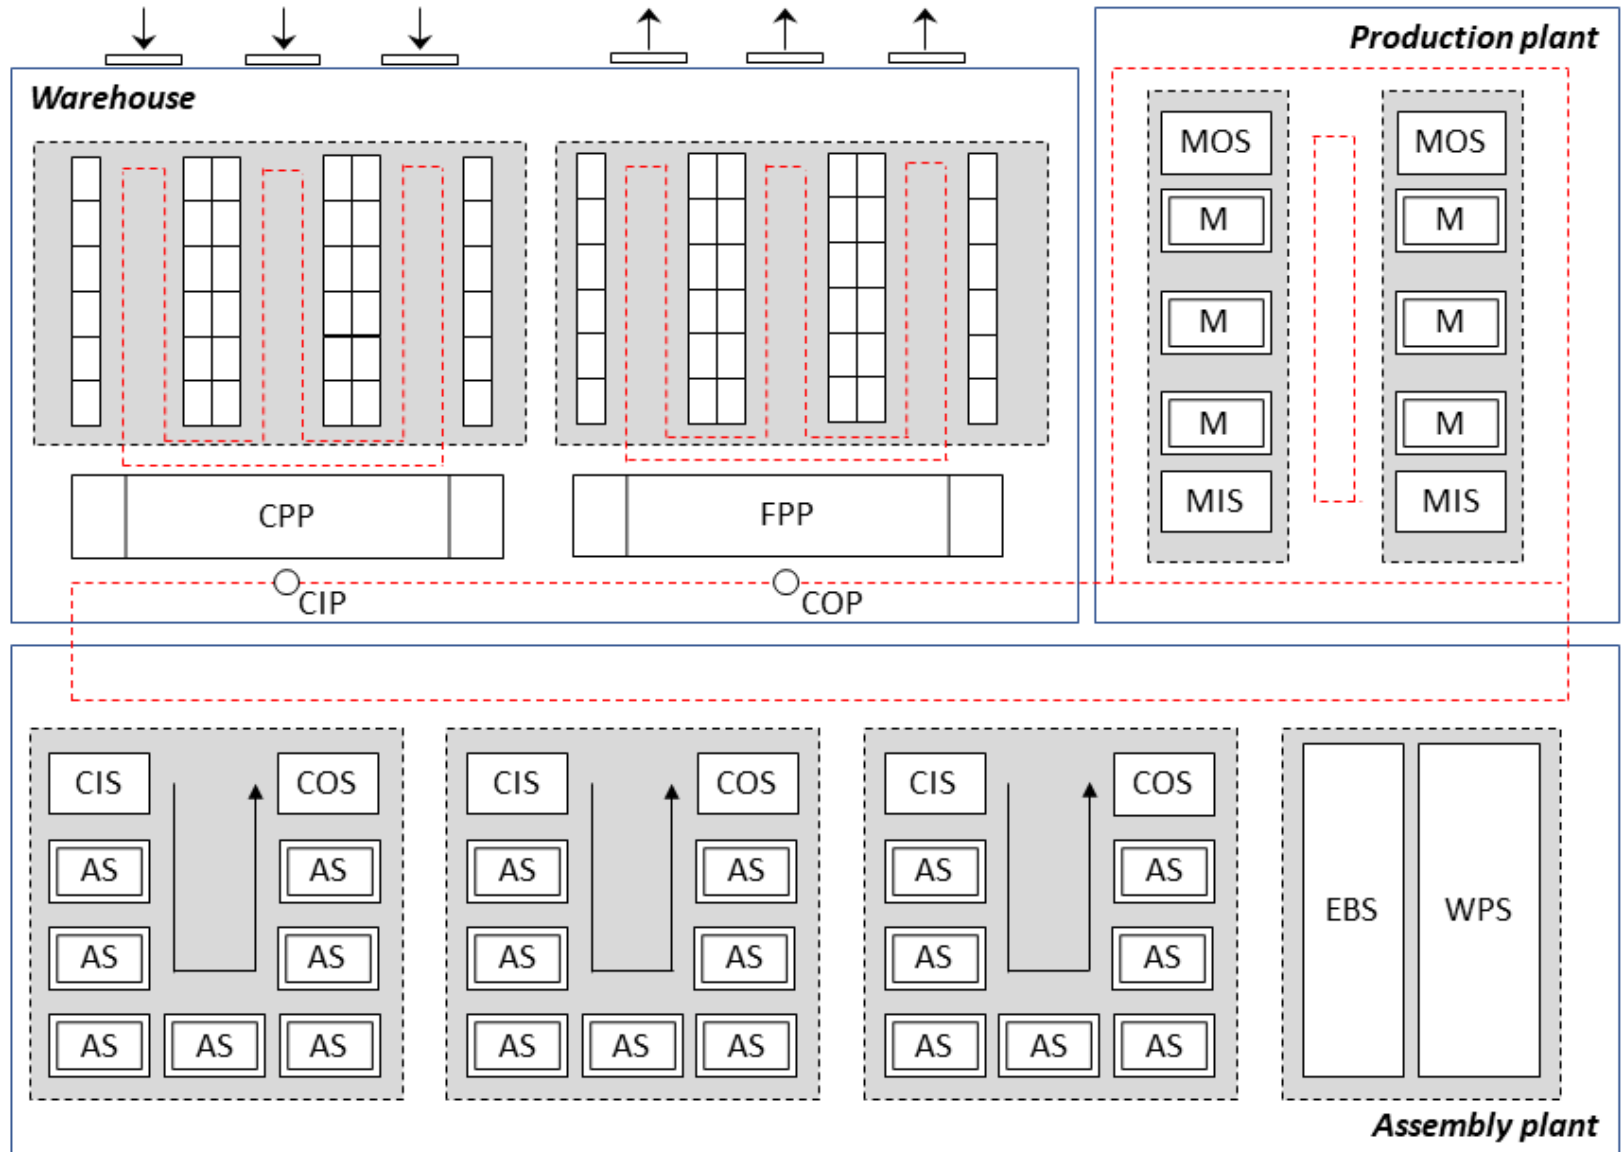 Production plant
Warehouse
MOS MOS
M M
M M
M M
MIS MIS
CPP FPP
CIP COP
CIS COS CIS COS CIS COS
AS AS AS AS AS AS
EBS WPS
AS AS AS AS AS AS
AS AS AS AS AS AS AS AS AS
Assembly plant